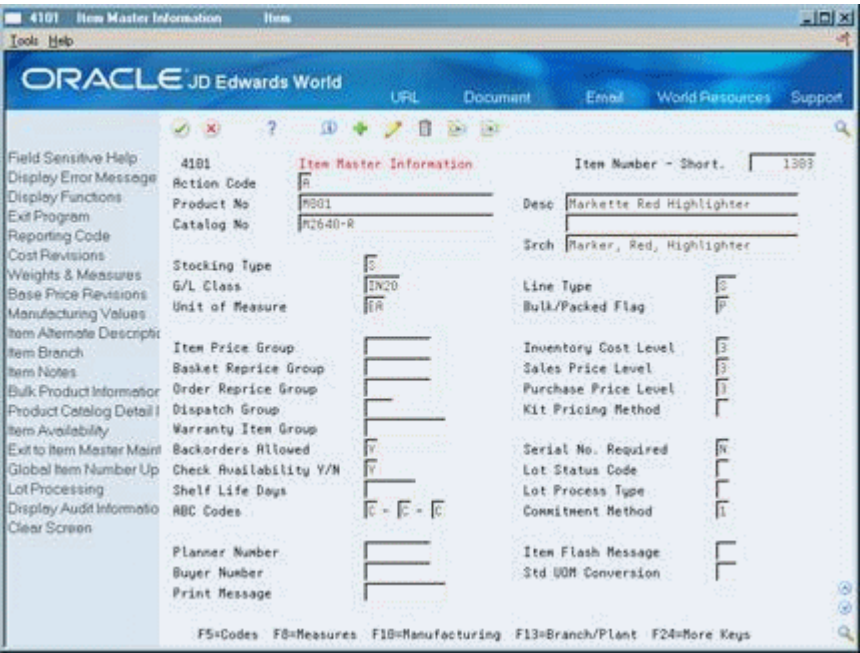 4101 Item Master Information Item
Tools Help
ORACLE JD Edwards World
URL Document Email World Resources Support
Field Sensitive Help
Display Error Message
Display Functions
Exit Program
Reporting Code
Cost Revisions
Weights & Measures
Base Price Revisions
Manufacturing Values
Item Alternate Descriptic
Item Branch
Item Notes
Bulk Product Information
Product Catalog Detail I
Item Availability
Exit to Item Master Maint
Global Item Number Up
Lot Processing
Display Audit Informatio
Clear Screen
4101 Item Master Information Item Number - Short. 1303
Action Code A
Product No M801 Desc Markette Red Highlighter
Catalog No M2640-R
Srch Marker, Red, Highlighter
Stocking Type S
G/L Class IN20 Line Type S
Unit of Measure EA Bulk/Packed Flag P
Item Price Group Inventory Cost Level 3
Basket Reprice Group Sales Price Level 3
Order Reprice Group Purchase Price Level 3
Dispatch Group Kit Pricing Method
Warranty Item Group
Backorders Allowed Y Serial No. Required N
Check Availability Y/N Y Lot Status Code
Shelf Life Days Lot Process Type
ABC Codes C - C - C Commitment Method 1
Planner Number Item Flash Message
Buyer Number Std UOM Conversion
Print Message
F5=Codes F8=Measures F10=Manufacturing F13=Branch/Plant F24=More Keys